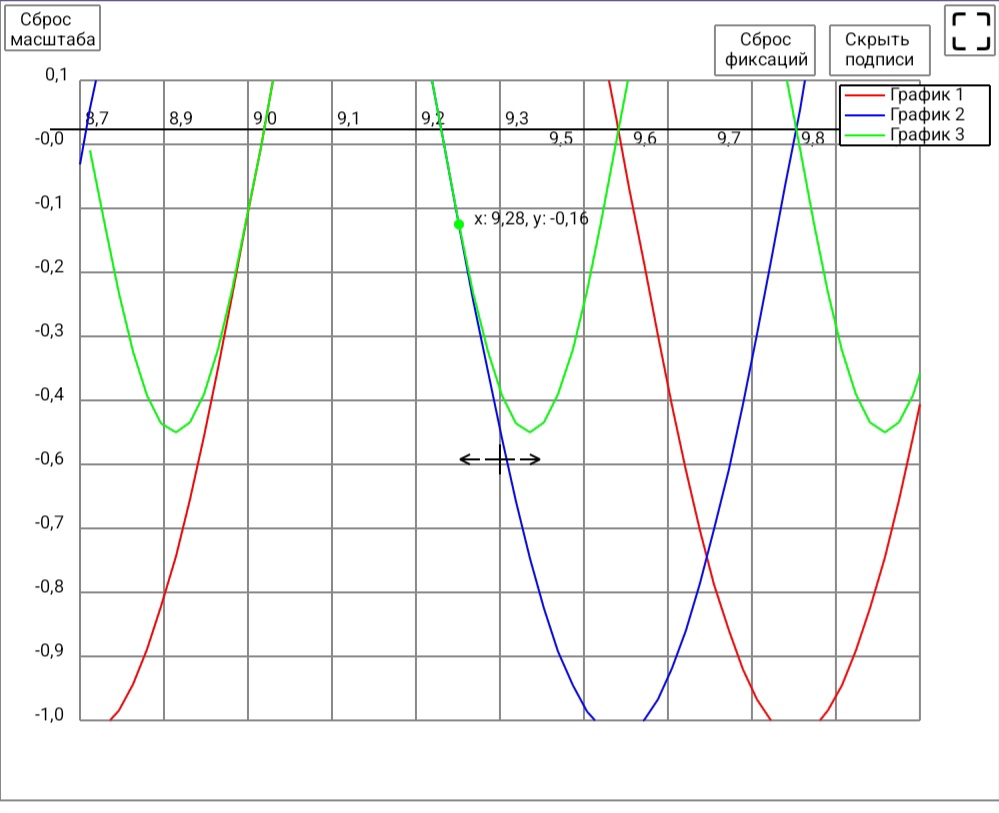 Сброс
масштаба
Сброс
фиксаций
Скрыть
подписи
0,1
График 1
График 2
График 3
8,7
8,9
9,0
9,1
9,2
9,3
9,5
9,6
9,7
9,8
-0,0
-0,1
x: 9,28, y: -0,16
-0,2
-0,3
-0,4
-0,6
-0,7
-0,8
-0,9
-1,0